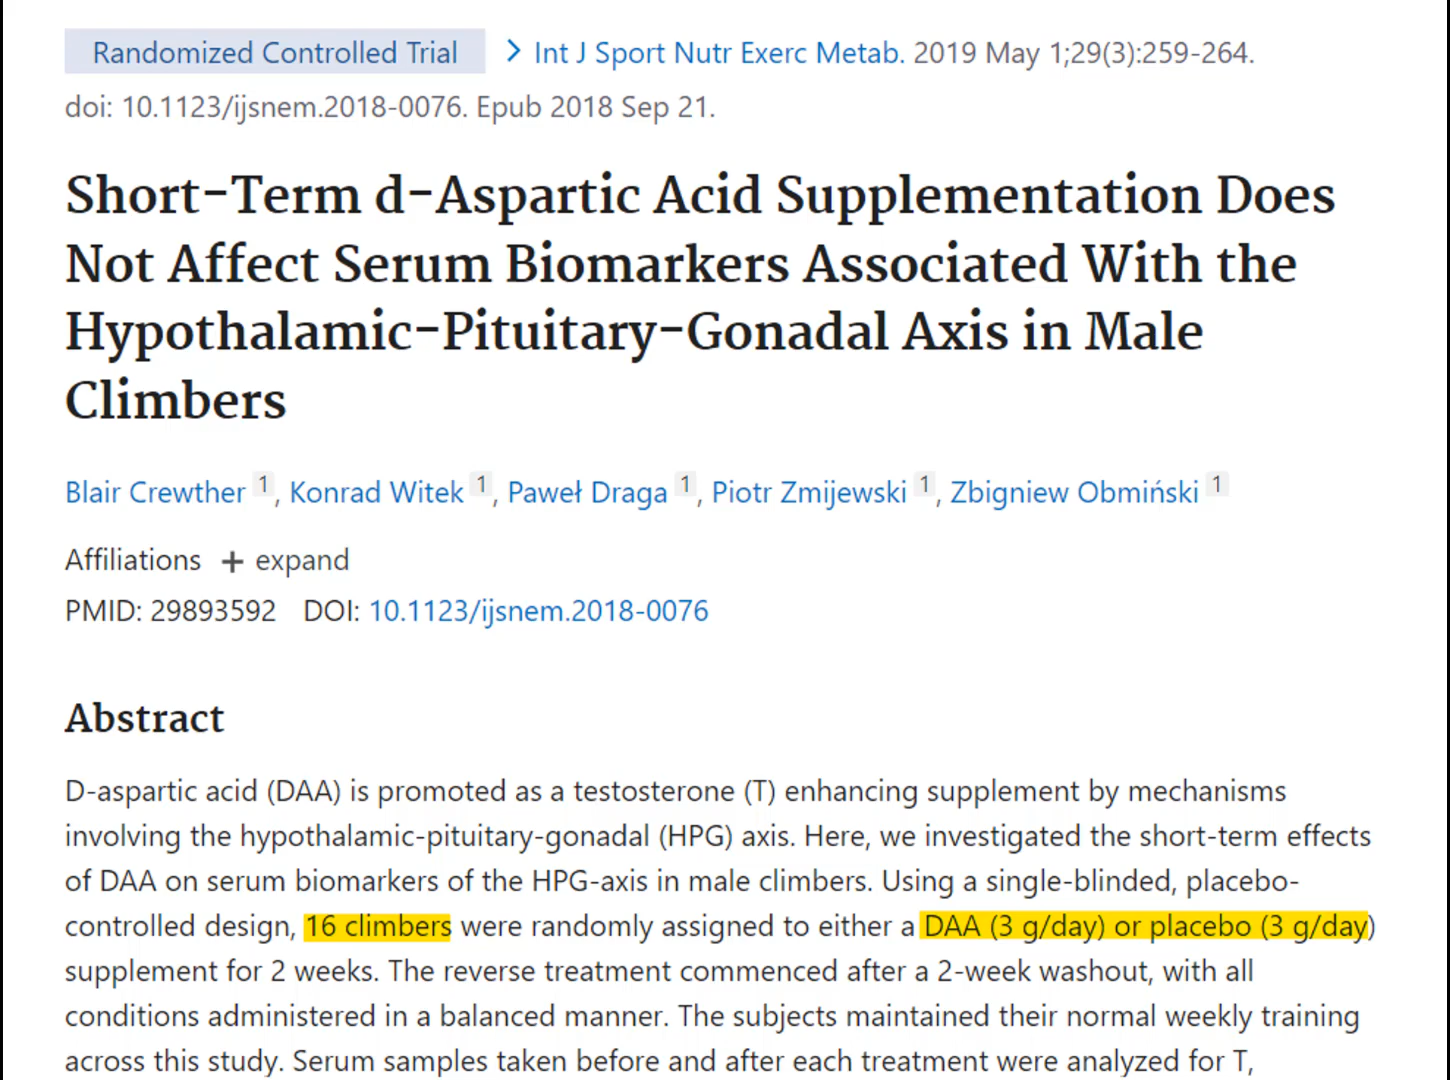 Randomized Controlled Trial > Int J Sport Nutr Exerc Metab. 2019 May 1;29(3):259-264.
doi: 10.1123/ijsnem.2018-0076. Epub 2018 Sep 21.
Short-Term d-Aspartic Acid Supplementation Does
Not Affect Serum Biomarkers Associated With the
Hypothalamic-Pituitary-Gonadal Axis in Male
Climbers
Blair Crewther 1, Konrad Witek 1, Paweł Draga 1, Piotr Zmijewski 1, Zbigniew Obmiński 1
Affiliations + expand
PMID: 29893592 DOI: 10.1123/ijsnem.2018-0076
Abstract
D-aspartic acid (DAA) is promoted as a testosterone (T) enhancing supplement by mechanisms
involving the hypothalamic-pituitary-gonadal (HPG) axis. Here, we investigated the short-term effects
of DAA on serum biomarkers of the HPG-axis in male climbers. Using a single-blinded, placebo-
controlled design, 16 climbers were randomly assigned to either a DAA (3 g/day) or placebo (3 g/day)
supplement for 2 weeks. The reverse treatment commenced after a 2-week washout, with all
conditions administered in a balanced manner. The subjects maintained their normal weekly training
across this study. Serum samples taken before and after each treatment were analyzed for T,